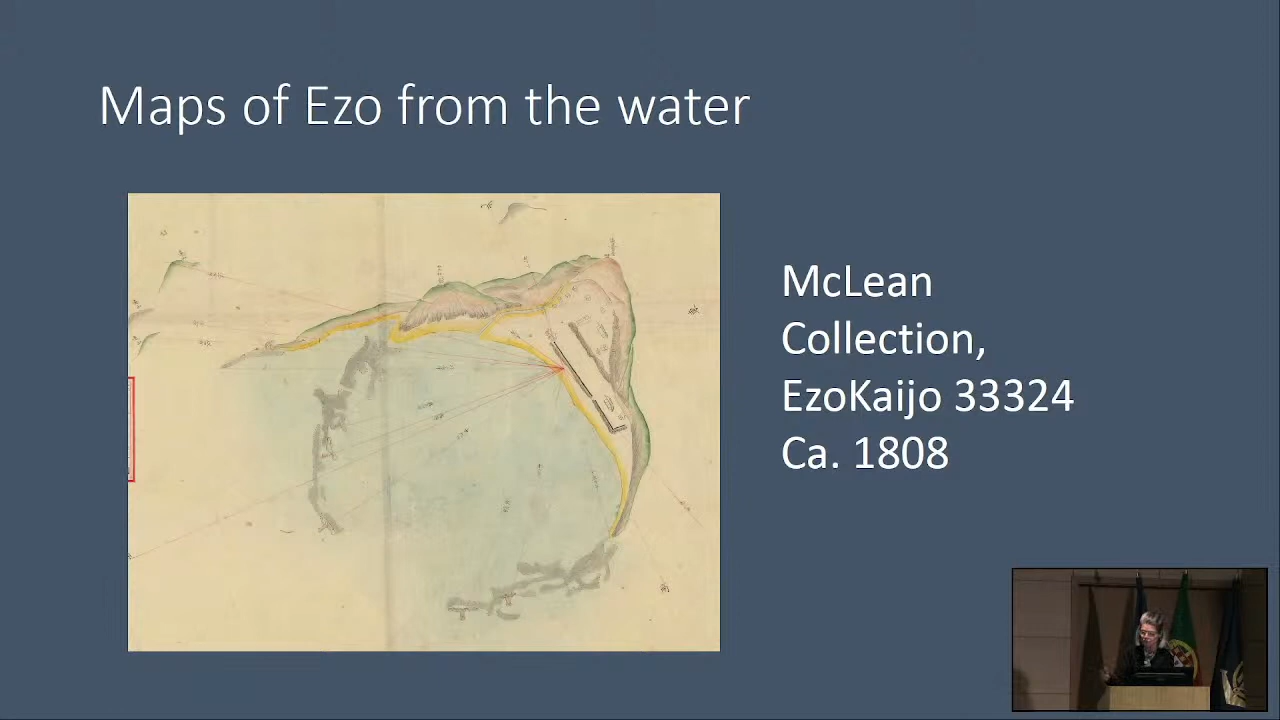 Maps of Ezo from the water
McLean
Collection,
EzoKaijo 33324
Ca. 1808